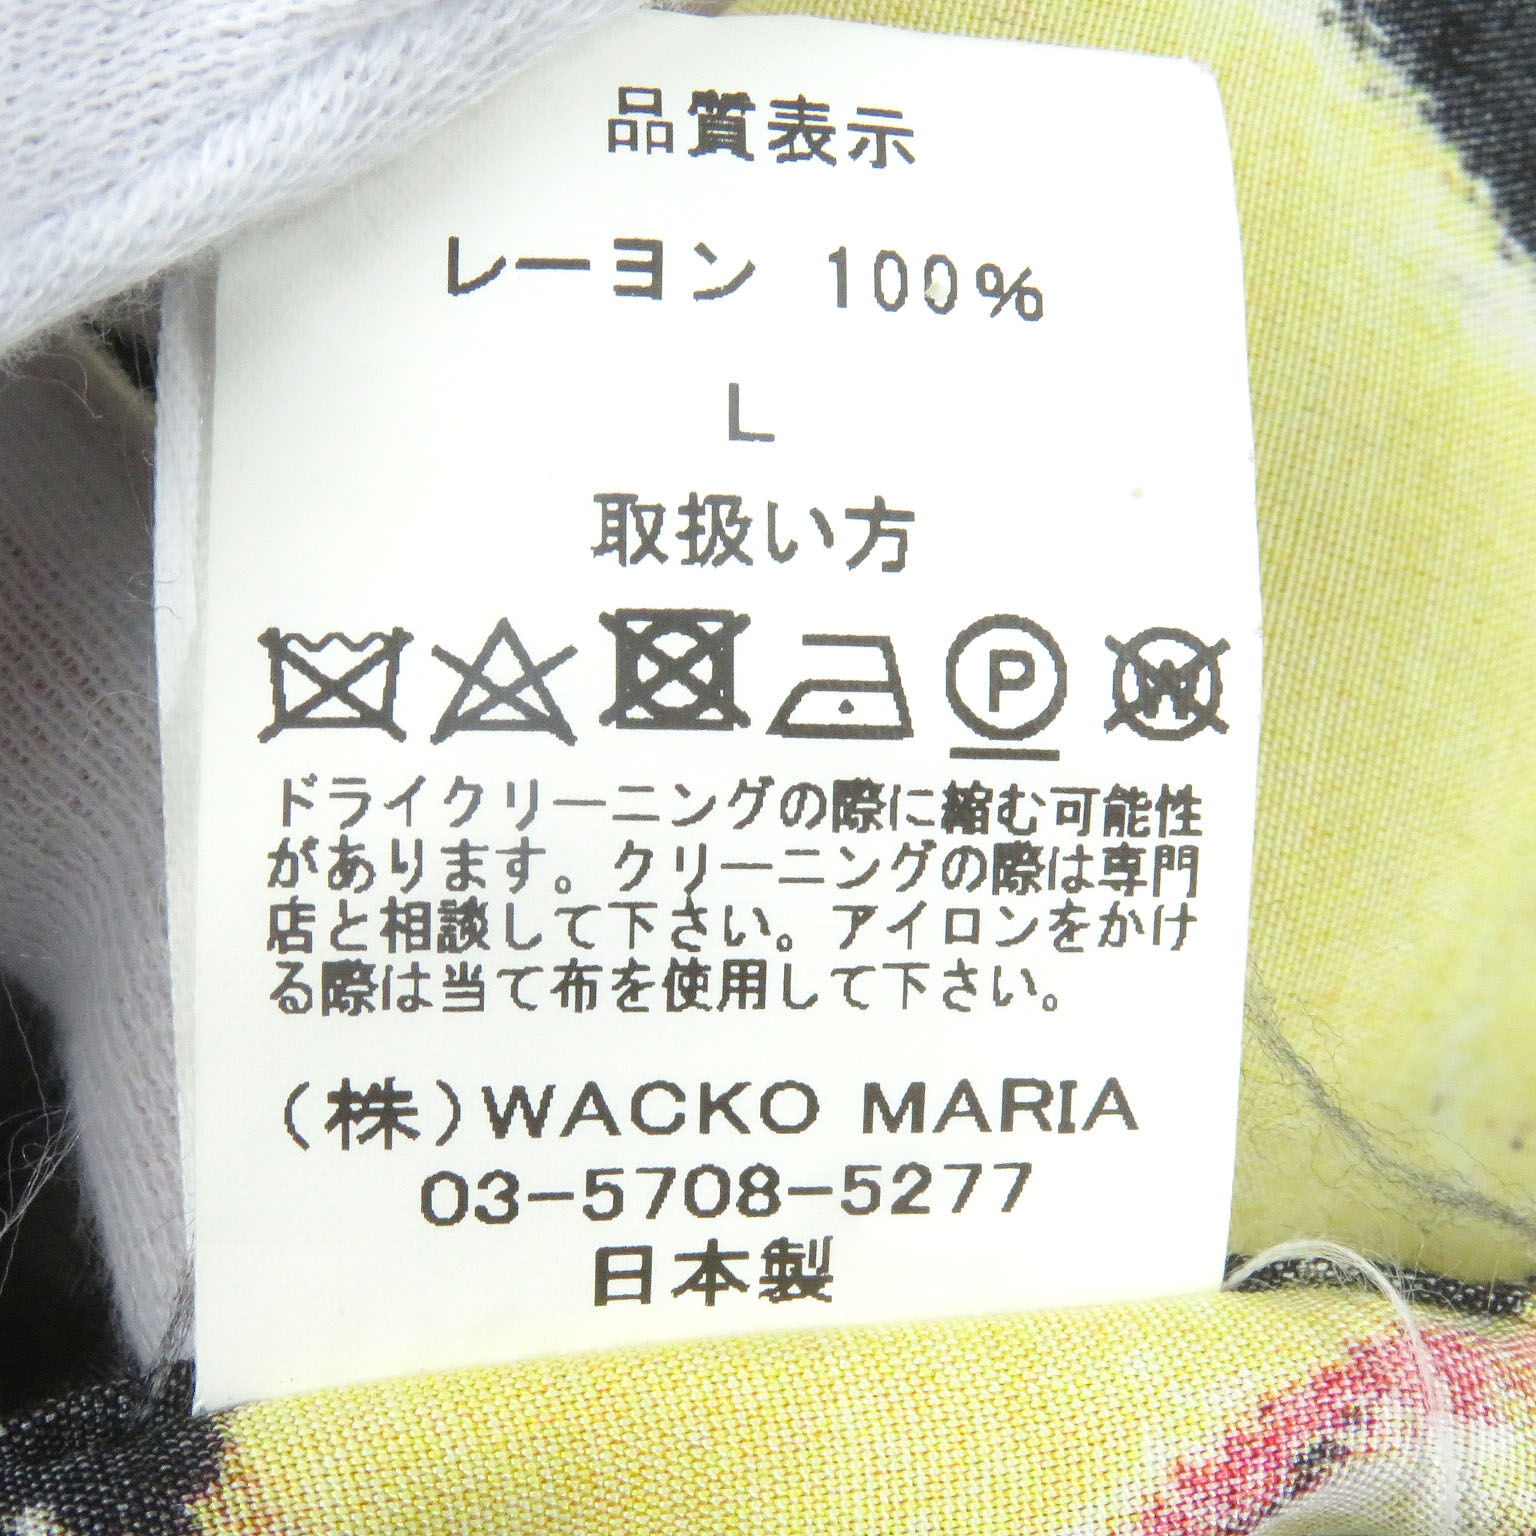 品質表示
レーヨン 100%
L
取扱い方
P W
ドライクリーニングの際に縮む可能性
があります。クリーニングの際は専門
店と相談して下さい。アイロンをかけ
る際は当て布を使用して下さい。
(株)WACKO MARIA
03-5708-5277
日本製